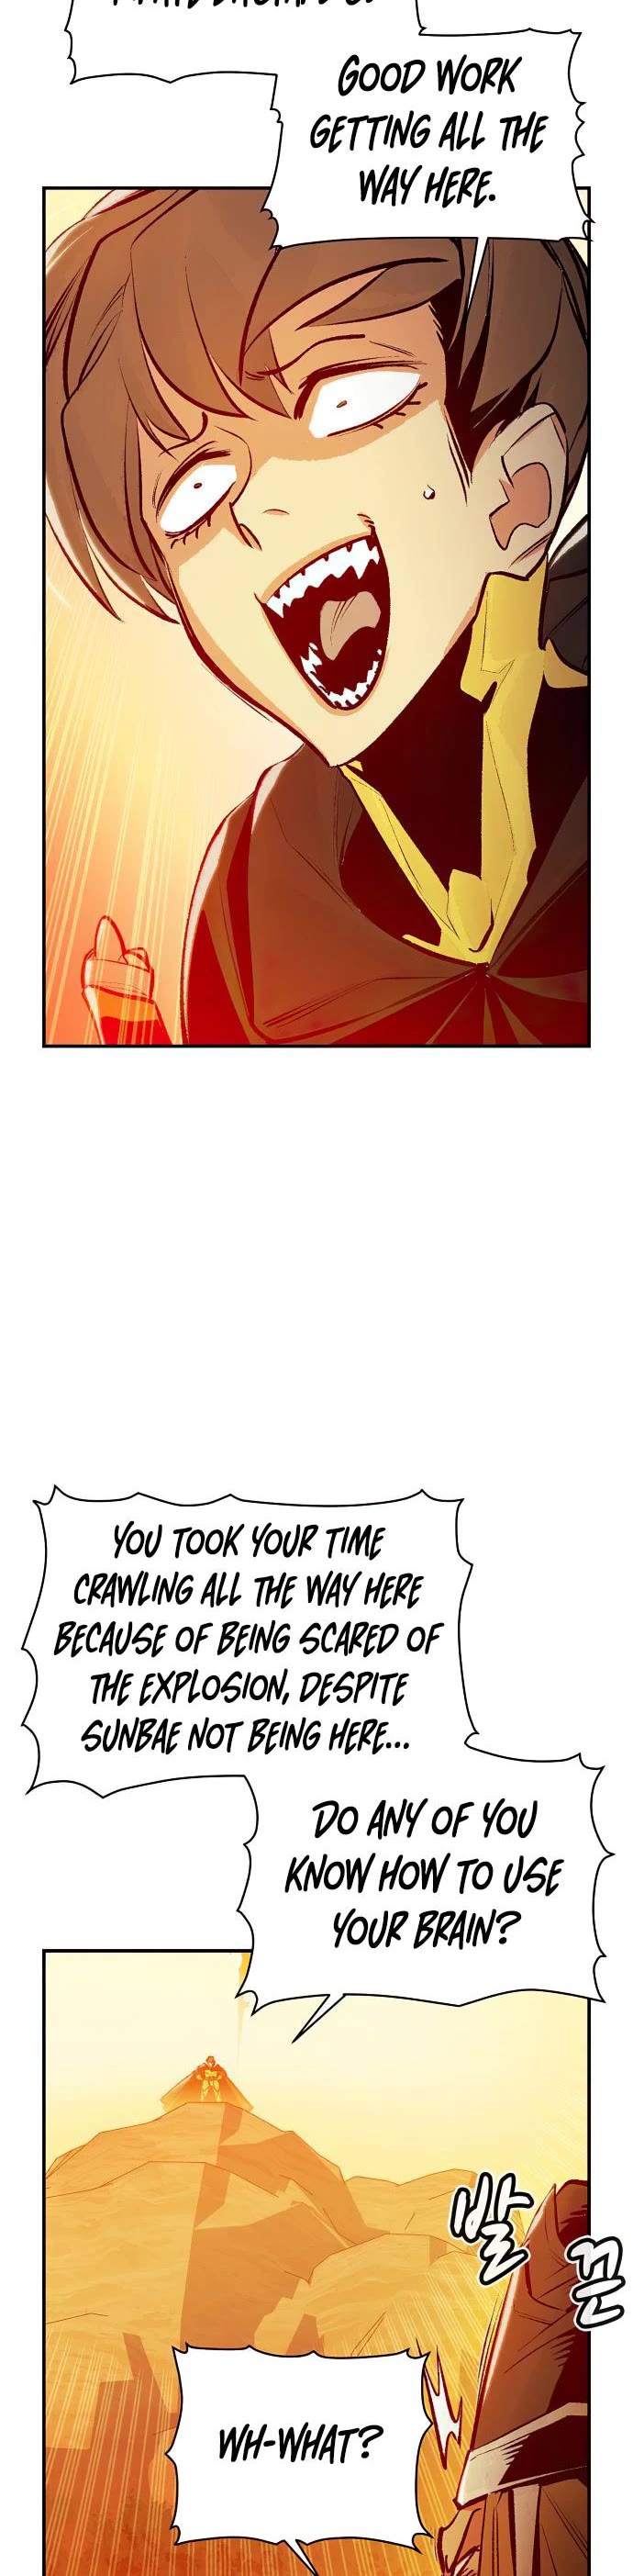 GOOD WORK
GETTING ALL THE
WAY HERE.
YOU TOOK YOUR TIME
CRAWLING ALL THE WAY HERE
BECAUSE OF BEING SCARED OF
THE EXPLOSION, DESPITE
SUNBAE NOT BEING HERE...
DO ANY OF YOU
KNOW HOW TO USE
YOUR BRAIN?
발
끈
WH-WHAT?